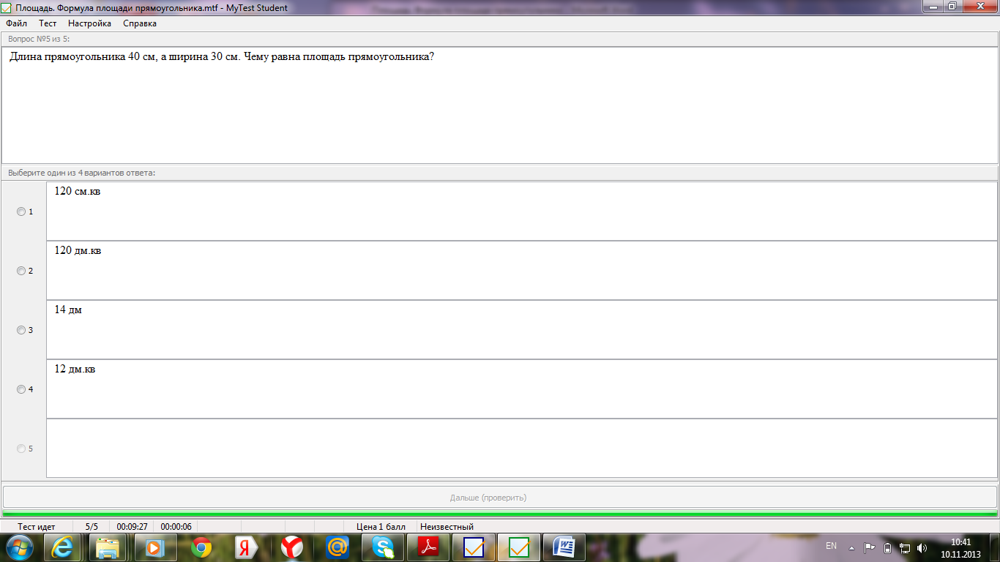 Площадь. Формула площади прямоугольника.mtf - MyTest Student
Файл Тест Настройка Справка
Вопрос №5 из 5:
Длина прямоугольника 40 см, а ширина 30 см. Чему равна площадь прямоугольника?
Выберите один из 4 вариантов ответа:
120 см.кв
1
120 дм.кв
2
14 дм
3
12 дм.кв
4
5
Дальше (проверить)
Тест идет 5/5 00:09:27 00:00:06 Цена 1 балл Неизвестный
EN 10:41
10.11.2013